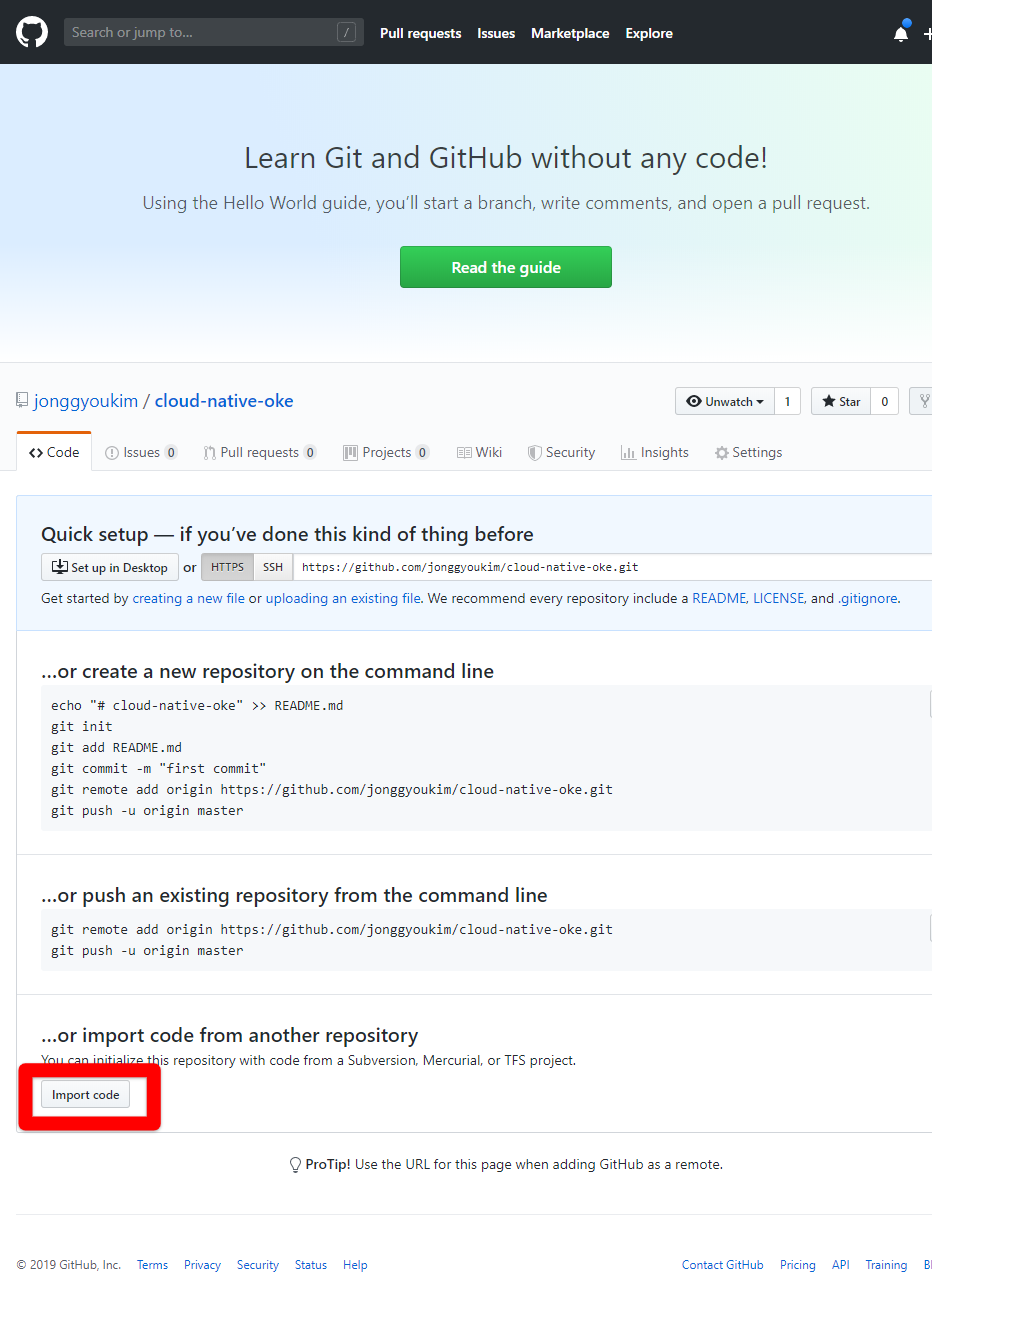 Search or jump to... / Pull requests Issues Marketplace Explore
Learn Git and GitHub without any code!
Using the Hello World guide, you’ll start a branch, write comments, and open a pull request.
Read the guide
jonggyoukim / cloud-native-oke Unwatch 1 Star 0
Code Issues 0 Pull requests 0 Projects 0 Wiki Security Insights Settings
Quick setup — if you’ve done this kind of thing before
Set up in Desktop or HTTPS SSH https://github.com/jonggyoukim/cloud-native-oke.git
Get started by creating a new file or uploading an existing file. We recommend every repository include a README, LICENSE, and .gitignore.
…or create a new repository on the command line
echo "# cloud-native-oke" >> README.md
git init
git add README.md
git commit -m "first commit"
git remote add origin https://github.com/jonggyoukim/cloud-native-oke.git
git push -u origin master
…or push an existing repository from the command line
git remote add origin https://github.com/jonggyoukim/cloud-native-oke.git
git push -u origin master
…or import code from another repository
You can initialize this repository with code from a Subversion, Mercurial, or TFS project.
Import code
ProTip! Use the URL for this page when adding GitHub as a remote.
© 2019 GitHub, Inc. Terms Privacy Security Status Help Contact GitHub Pricing API Training